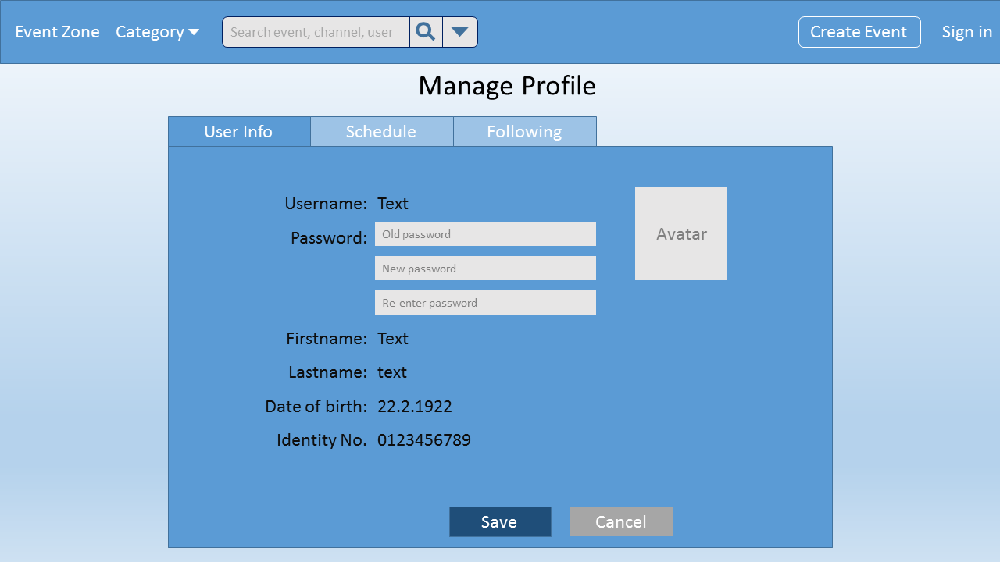 Event Zone Category Search event, channel, user Create Event Sign in
Manage Profile
User Info Schedule Following
Username: Text
Avatar
Password: Old password
New password
Re-enter password
Firstname: Text
Lastname: text
Date of birth: 22.2.1922
Identity No. 0123456789
Save Cancel